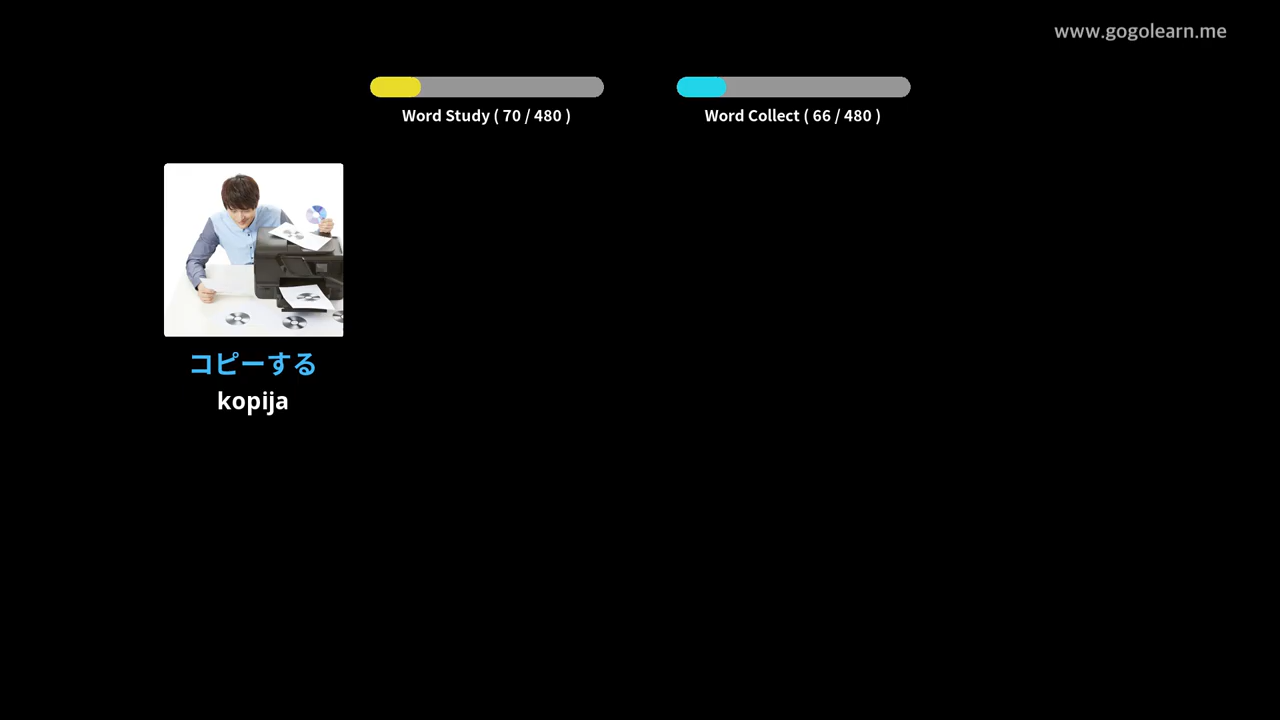 www.gogolearn.me
Word Study ( 70 / 480 )
Word Collect ( 66 / 480 )
コピーする
kopija